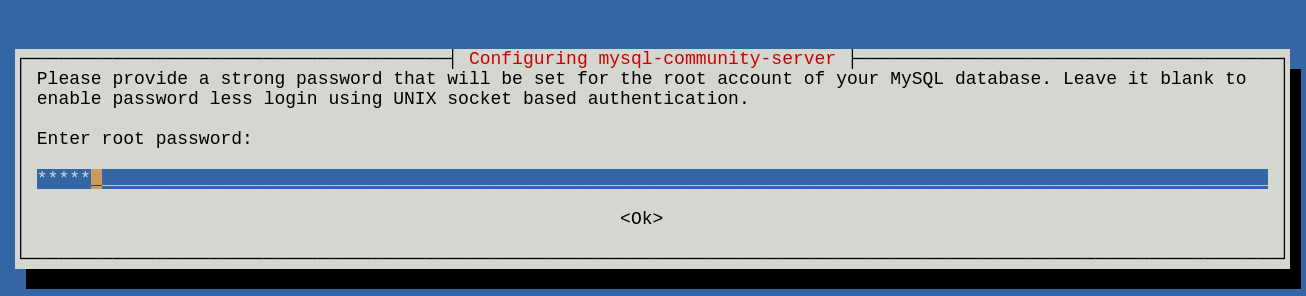 Configuring mysql-community-server
Please provide a strong password that will be set for the root account of your MySQL database. Leave it blank to
enable password less login using UNIX socket based authentication.
Enter root password:
*****
<Ok>